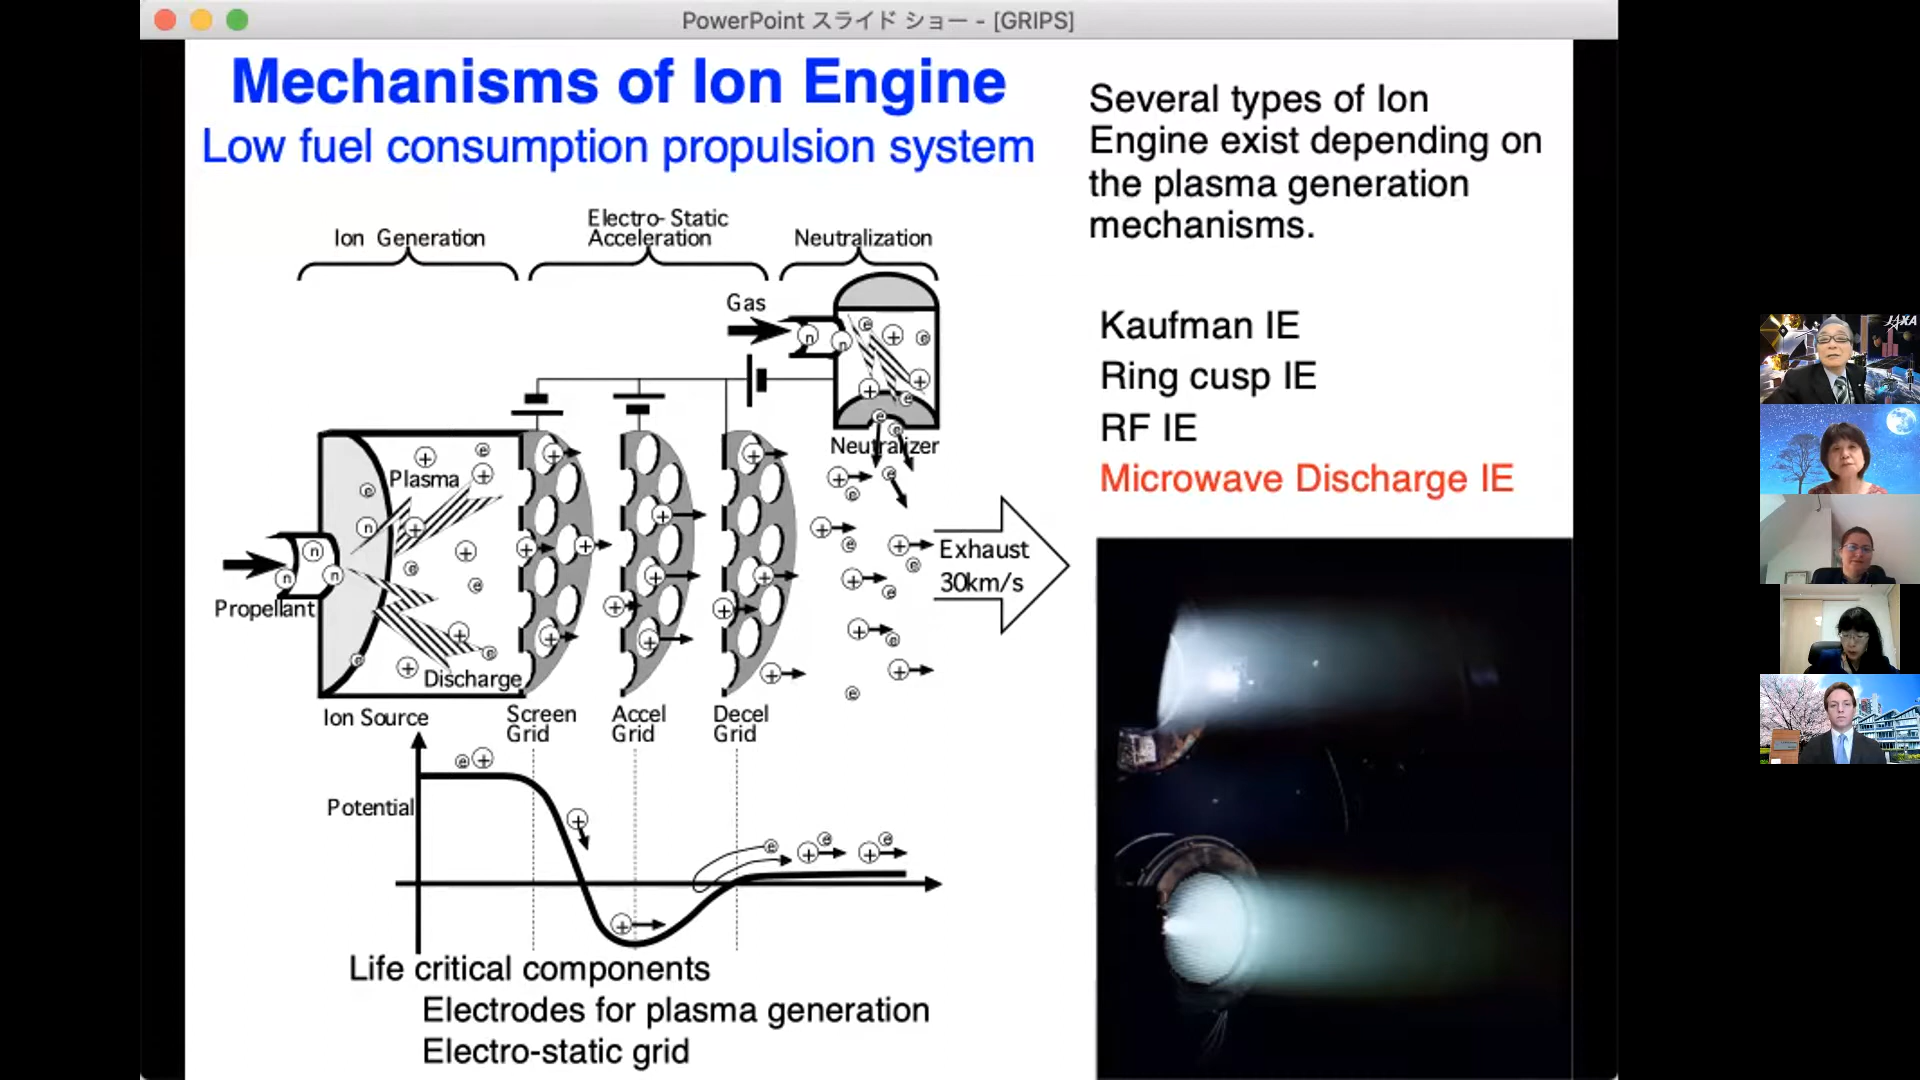 PowerPoint スライド ショー - [GRIPS]
Mechanisms of Ion Engine
Low fuel consumption propulsion system
Several types of Ion
Engine exist depending on
the plasma generation
mechanisms.
Kaufman IE
Ring cusp IE
RF IE
Microwave Discharge IE
Ion Generation
Electro-Static
Acceleration
Neutralization
Gas
n
n
e
+
e
+
+
e
e
e
Neutralizer
Plasma
Discharge
Propellant
n
n
n
Ion Source
Screen
Grid
Accel
Grid
Decel
Grid
Exhaust
30km/s
Potential
e +
+
+
e
+ e
+ e
Life critical components
Electrodes for plasma generation
Electro-static grid
JAXA